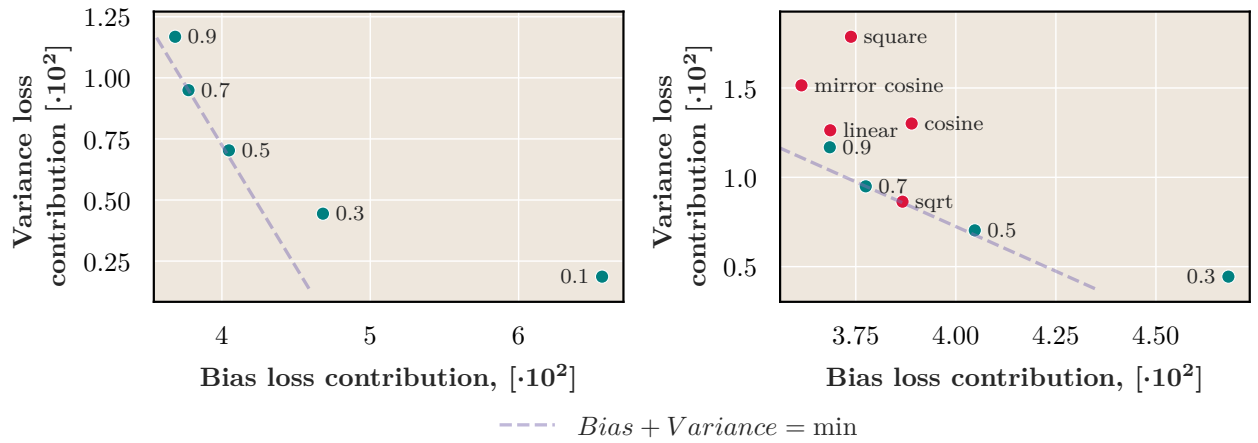 Variance loss
contribution [·10²]
1.25
1.00
0.75
0.50
0.25
0.9
0.7
0.5
0.3
0.1
4
5
6
Bias loss contribution, [·10²]
Variance loss
contribution [·10²]
1.5
1.0
0.5
square
mirror cosine
cosine
linear
0.9
0.7
sqrt
0.5
0.3
3.75
4.00
4.25
4.50
Bias loss contribution, [·10²]
Bias + Variance = min